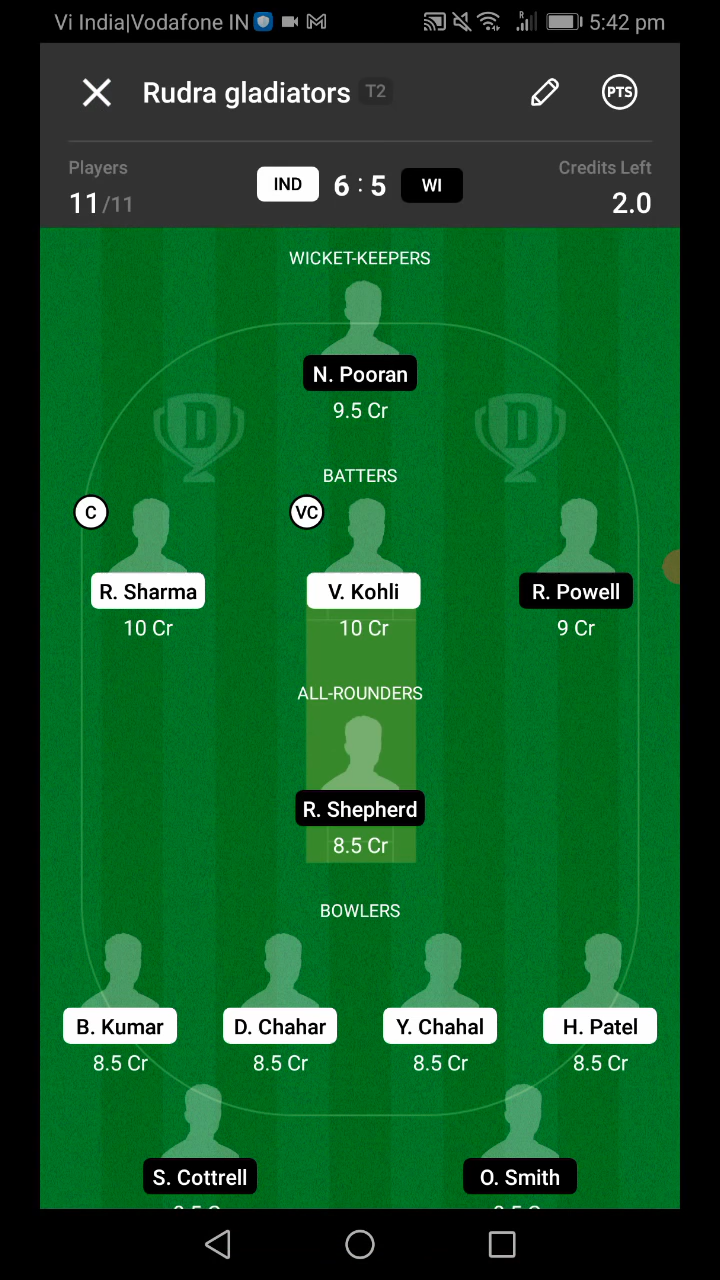 Vi India|Vodafone IN 5:42 pm
Rudra gladiators T2 PTS
Players Credits Left
IND 6 : 5 WI
11/11 2.0
WICKET-KEEPERS
N. Pooran
9.5 Cr
BATTERS
C VC
R. Sharma V. Kohli R. Powell
10 Cr 10 Cr 9 Cr
ALL-ROUNDERS
R. Shepherd
8.5 Cr
BOWLERS
B. Kumar D. Chahar Y. Chahal H. Patel
8.5 Cr 8.5 Cr 8.5 Cr 8.5 Cr
S. Cottrell O. Smith